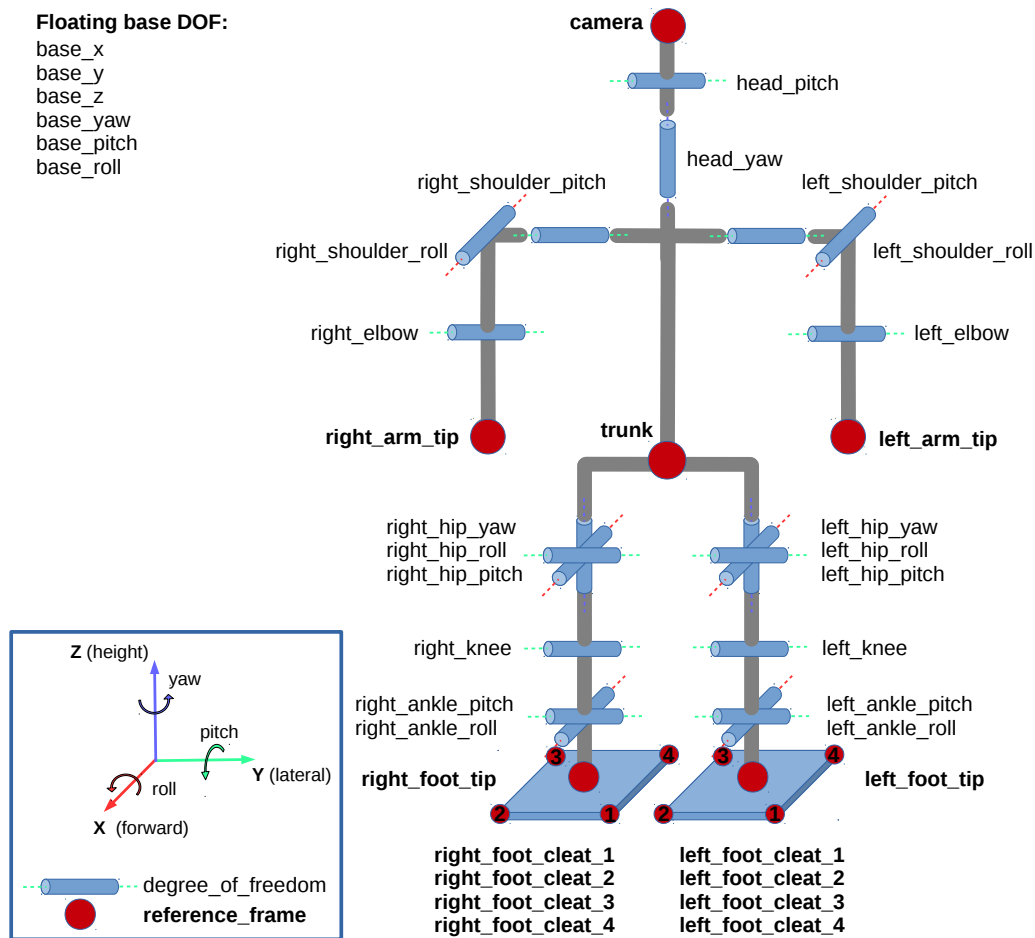 Floating base DOF:
base_x
base_y
base_z
base_yaw
base_pitch
base_roll
camera
head_pitch
head_yaw
right_shoulder_pitch
left_shoulder_pitch
right_shoulder_roll
left_shoulder_roll
right_elbow
left_elbow
right_arm_tip
trunk
left_arm_tip
right_hip_yaw
right_hip_roll
right_hip_pitch
left_hip_yaw
left_hip_roll
left_hip_pitch
right_knee
left_knee
right_ankle_pitch
right_ankle_roll
left_ankle_pitch
left_ankle_roll
right_foot_tip
3
4
2
1
3
4
2
1
left_foot_tip
right_foot_cleat_1
right_foot_cleat_2
right_foot_cleat_3
right_foot_cleat_4
left_foot_cleat_1
left_foot_cleat_2
left_foot_cleat_3
left_foot_cleat_4
Z (height)
yaw
pitch
Y (lateral)
roll
X (forward)
degree_of_freedom
reference_frame